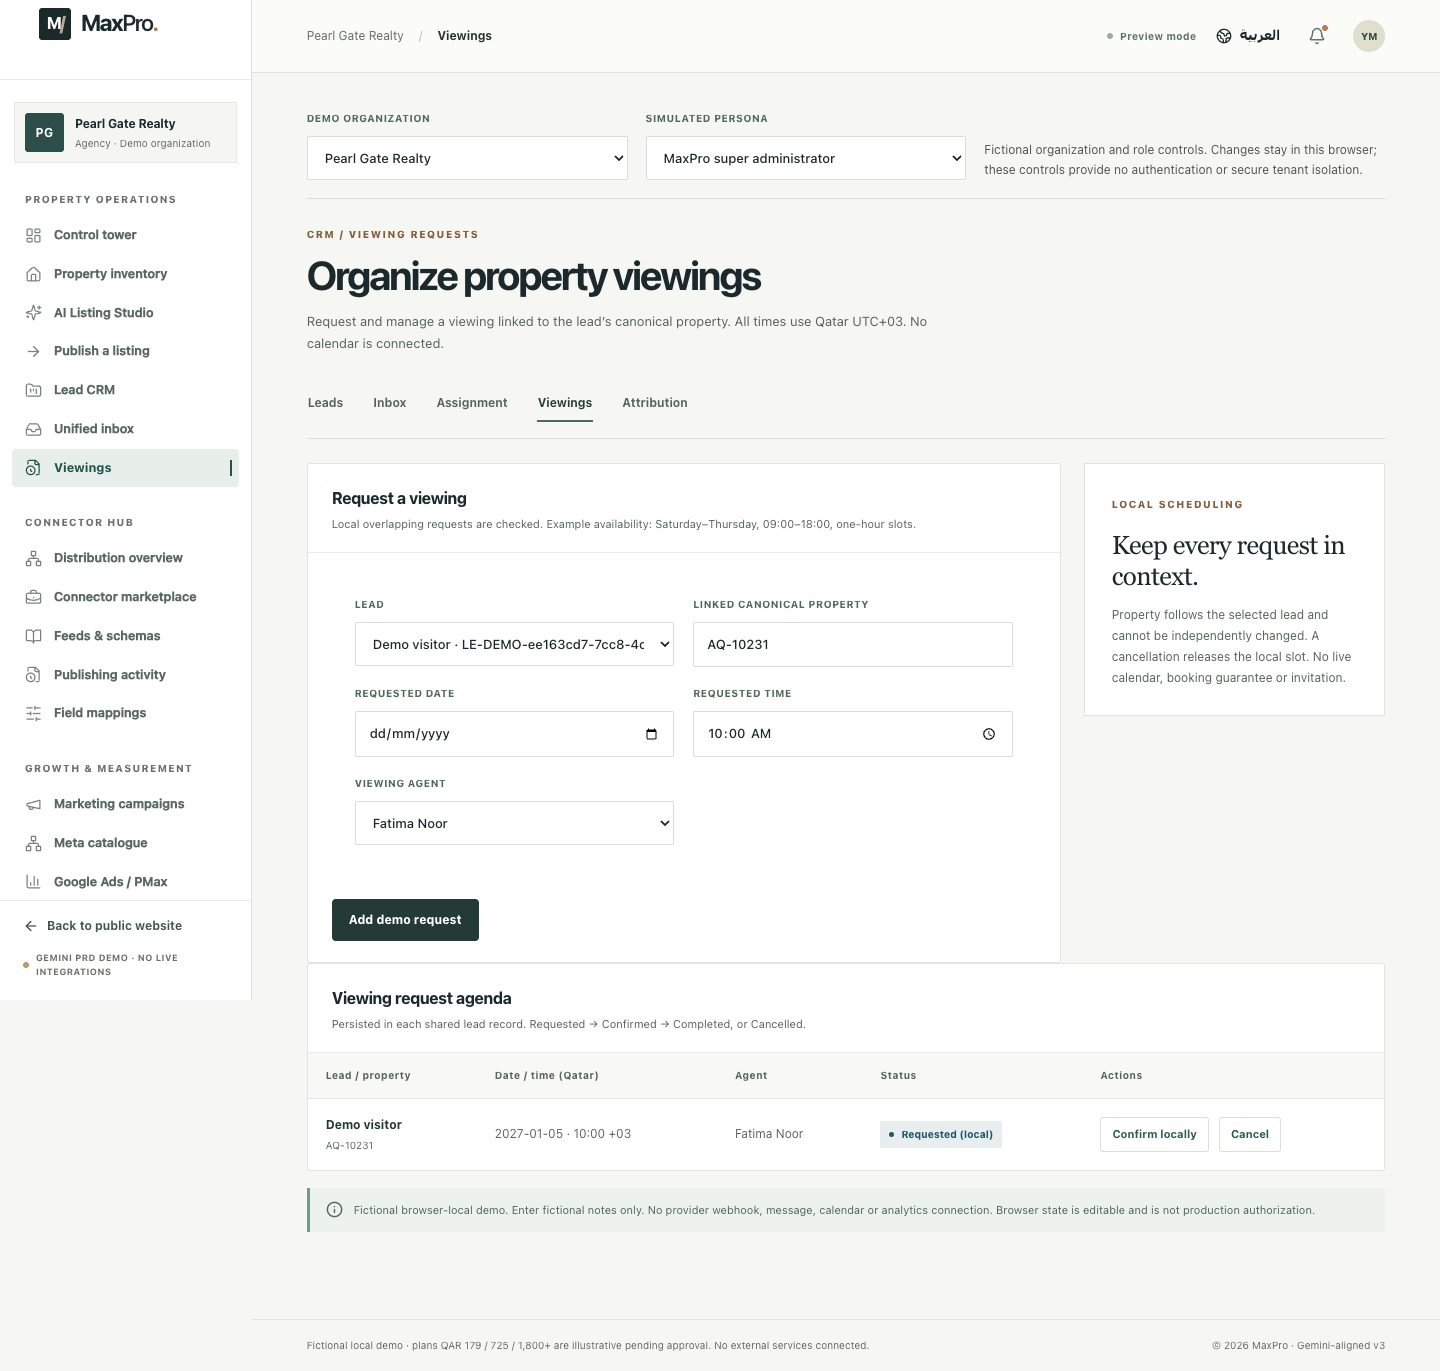 M/ MaxPro.
PG
Pearl Gate Realty
Agency · Demo organization
PROPERTY OPERATIONS
Control tower
Property inventory
AI Listing Studio
Publish a listing
Lead CRM
Unified inbox
Viewings
CONNECTOR HUB
Distribution overview
Connector marketplace
Feeds & schemas
Publishing activity
Field mappings
GROWTH & MEASUREMENT
Marketing campaigns
Meta catalogue
Google Ads / PMax
Back to public website
GEMINI PRD DEMO · NO LIVE
INTEGRATIONS
Pearl Gate Realty / Viewings
Preview mode
العربية
YM
DEMO ORGANIZATION
Pearl Gate Realty
SIMULATED PERSONA
MaxPro super administrator
Fictional organization and role controls. Changes stay in this browser;
these controls provide no authentication or secure tenant isolation.
CRM / VIEWING REQUESTS
Organize property viewings
Request and manage a viewing linked to the lead's canonical property. All times use Qatar UTC+03. No
calendar is connected.
Leads Inbox Assignment Viewings Attribution
Request a viewing
Local overlapping requests are checked. Example availability: Saturday–Thursday, 09:00–18:00, one-hour slots.
LEAD
Demo visitor · LE-DEMO-ee163cd7-7cc8-4c
LINKED CANONICAL PROPERTY
AQ-10231
REQUESTED DATE
dd/mm/yyyy
REQUESTED TIME
10:00 AM
VIEWING AGENT
Fatima Noor
Add demo request
LOCAL SCHEDULING
Keep every request in
context.
Property follows the selected lead and
cannot be independently changed. A
cancellation releases the local slot. No live
calendar, booking guarantee or invitation.
Viewing request agenda
Persisted in each shared lead record. Requested → Confirmed → Completed, or Cancelled.
Lead / property Date / time (Qatar) Agent Status Actions
Demo visitor
AQ-10231
2027-01-05 · 10:00 +03
Fatima Noor
Requested (local)
Confirm locally
Cancel
Fictional browser-local demo. Enter fictional notes only. No provider webhook, message, calendar or analytics connection. Browser state is editable and is not production authorization.
Fictional local demo · plans QAR 179 / 725 / 1,800+ are illustrative pending approval. No external services connected.
© 2026 MaxPro · Gemini-aligned v3